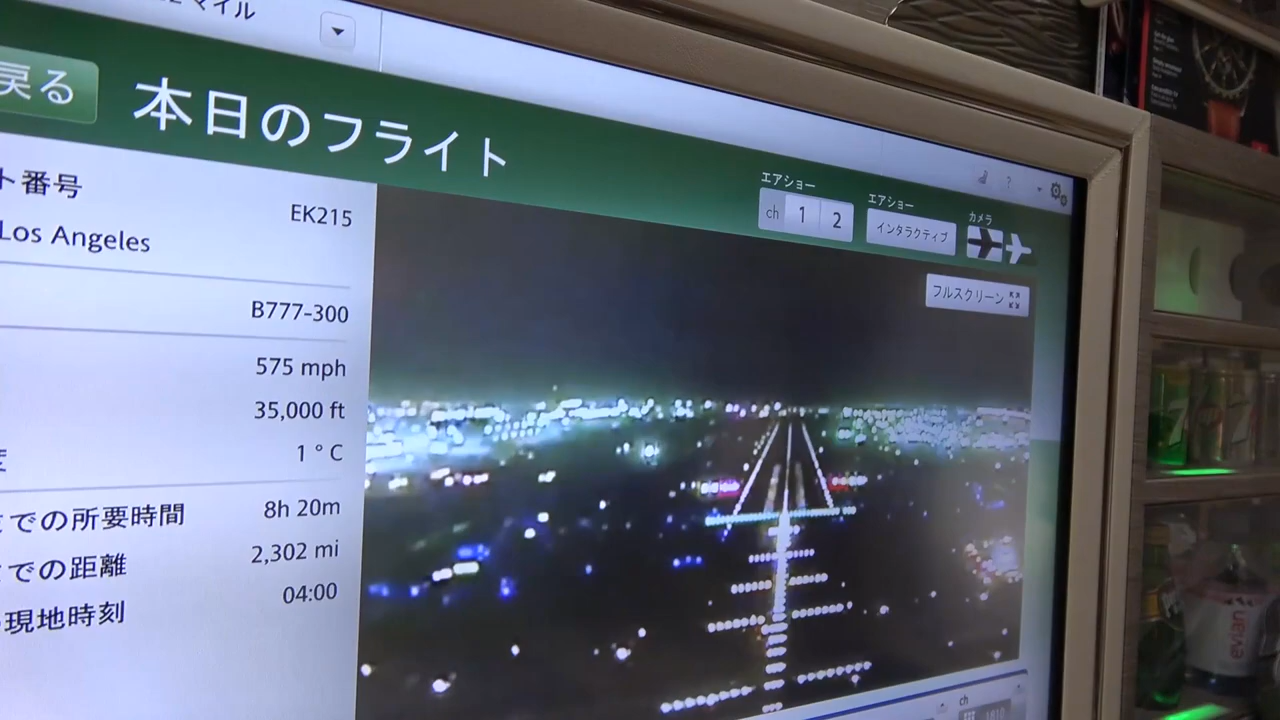 マイル
戻る
本日のフライト
ト番号
EK215
Los Angeles
B777-300
575 mph
35,000 ft
1 ° C
での所要時間
8h 20m
での距離
2,302 mi
現地時刻
04:00
エアショー
ch 1 2
エアショー
インタラクティブ
カメラ
フルスクリーン
ch
evian